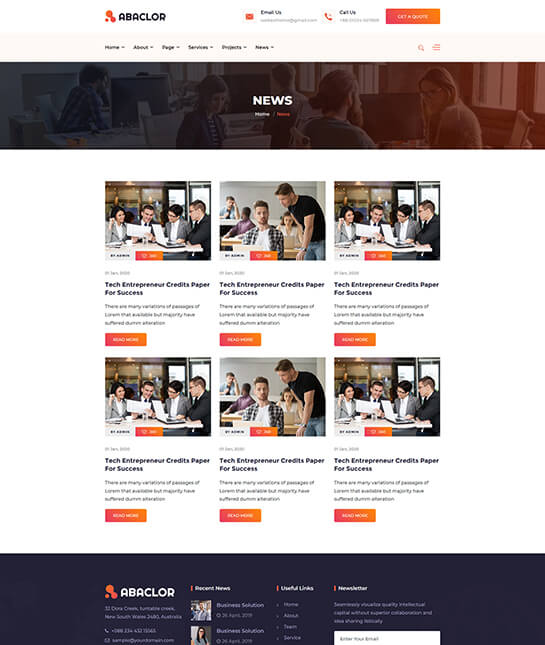 ABACLOR
Email Us
Call Us
GET A QUOTE
Home
About
Page
Services
Projects
News
NEWS
Home / News
BY ADMIN
BY ADMIN
BY ADMIN
01 Jan, 2020
01 Jan, 2020
01 Jan, 2020
Tech Entrepreneur Credits Paper
For Success
Tech Entrepreneur Credits Paper
For Success
Tech Entrepreneur Credits Paper
For Success
There are many variations of passages of
Lorem that available but majority have
suffered dumm alteration
There are many variations of passages of
Lorem that available but majority have
suffered dumm alteration
There are many variations of passages of
Lorem that available but majority have
suffered dumm alteration
READ MORE
READ MORE
READ MORE
BY ADMIN
BY ADMIN
BY ADMIN
01 Jan, 2020
01 Jan, 2020
01 Jan, 2020
Tech Entrepreneur Credits Paper
For Success
Tech Entrepreneur Credits Paper
For Success
Tech Entrepreneur Credits Paper
For Success
There are many variations of passages of
Lorem that available but majority have
suffered dumm alteration
There are many variations of passages of
Lorem that available but majority have
suffered dumm alteration
There are many variations of passages of
Lorem that available but majority have
suffered dumm alteration
READ MORE
READ MORE
READ MORE
ABACLOR
32 Dora Creek, tuntable creek,
New South Wales 2480, Australia
+088 234 432 15565
sample@yourdomain.com
Recent News
Business Solution
26 April, 2019
Business Solution
26 April, 2019
Useful Links
Home
About
Team
Service
Newsletter
Seamlessly visualize quality intellectual
capital without superior collaboration and
idea sharing listically
Enter Your Email